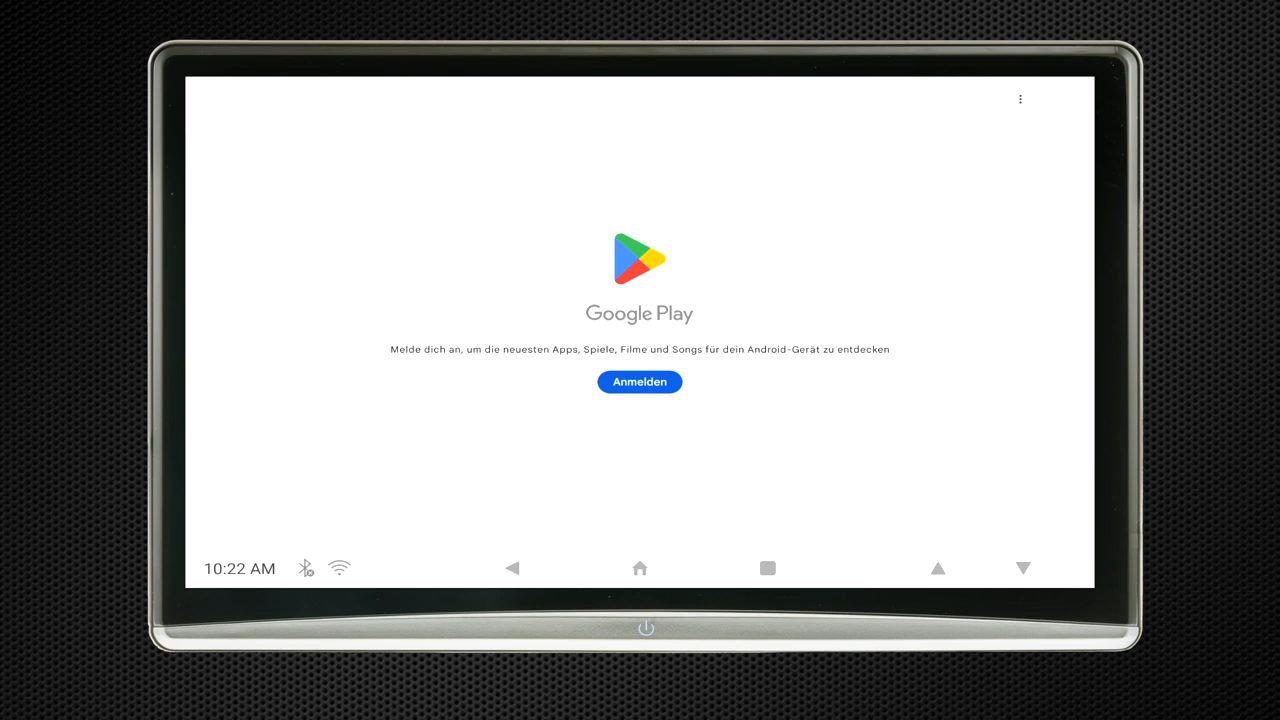 Google Play
Melde dich an, um die neuesten Apps, Spiele, Filme und Songs für dein Android-Gerät zu entdecken
Anmelden
10:22 AM